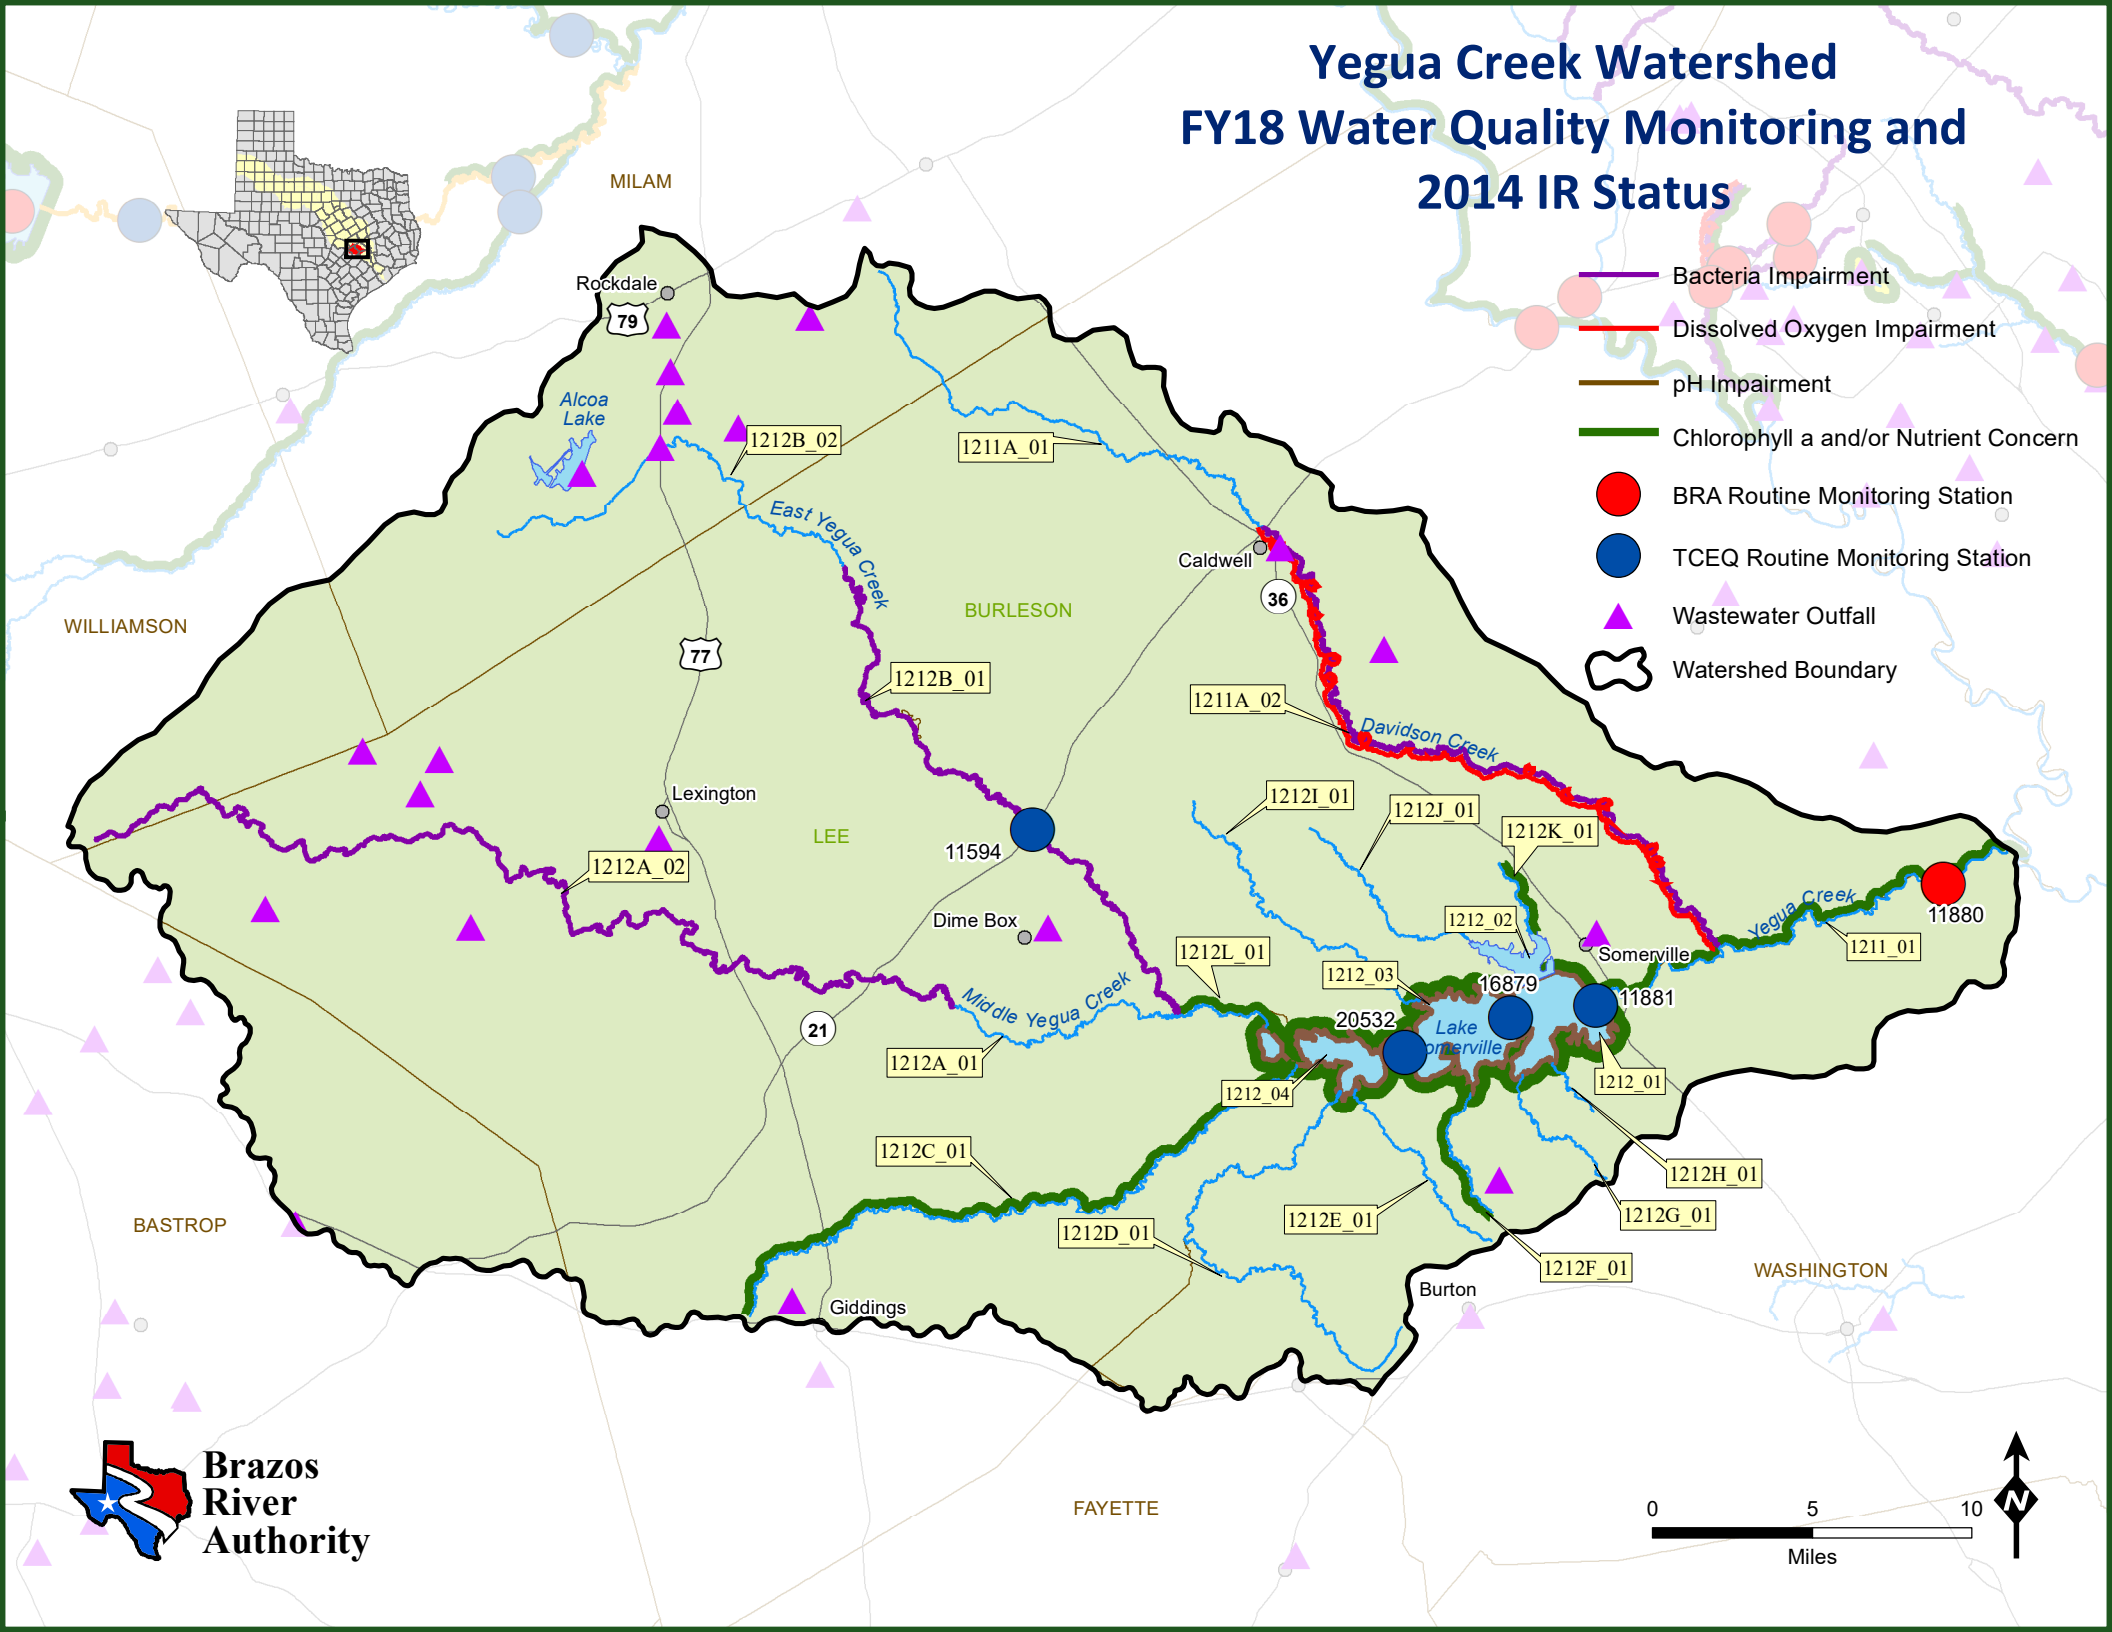 Yegua Creek Watershed
FY18 Water Quality Monitoring and
2014 IR Status
Bacteria Impairment
Dissolved Oxygen Impairment
pH Impairment
Chlorophyll a and/or Nutrient Concern
BRA Routine Monitoring Station
TCEQ Routine Monitoring Station
Wastewater Outfall
Watershed Boundary
MILAM
Rockdale
79
Alcoa
Lake
1212B_02
1211A_01
East Yegua Creek
Caldwell
36
BURLESON
WILLIAMSON
77
1212B_01
1211A_02
Davidson Creek
Lexington
1212I_01
1212J_01
1212K_01
LEE
11594
1212A_02
Dime Box
1212_02
Yegua Creek
11880
1211_01
Somerville
1212L_01
1212_03
16879
11881
Middle Yegua Creek
20532
Lake
omerville
21
1212A_01
1212_04
1212_01
1212C_01
1212H_01
1212G_01
1212E_01
1212D_01
1212F_01
BASTROP
WASHINGTON
Burton
Giddings
FAYETTE
Brazos
River
Authority
0 5 10
Miles
N